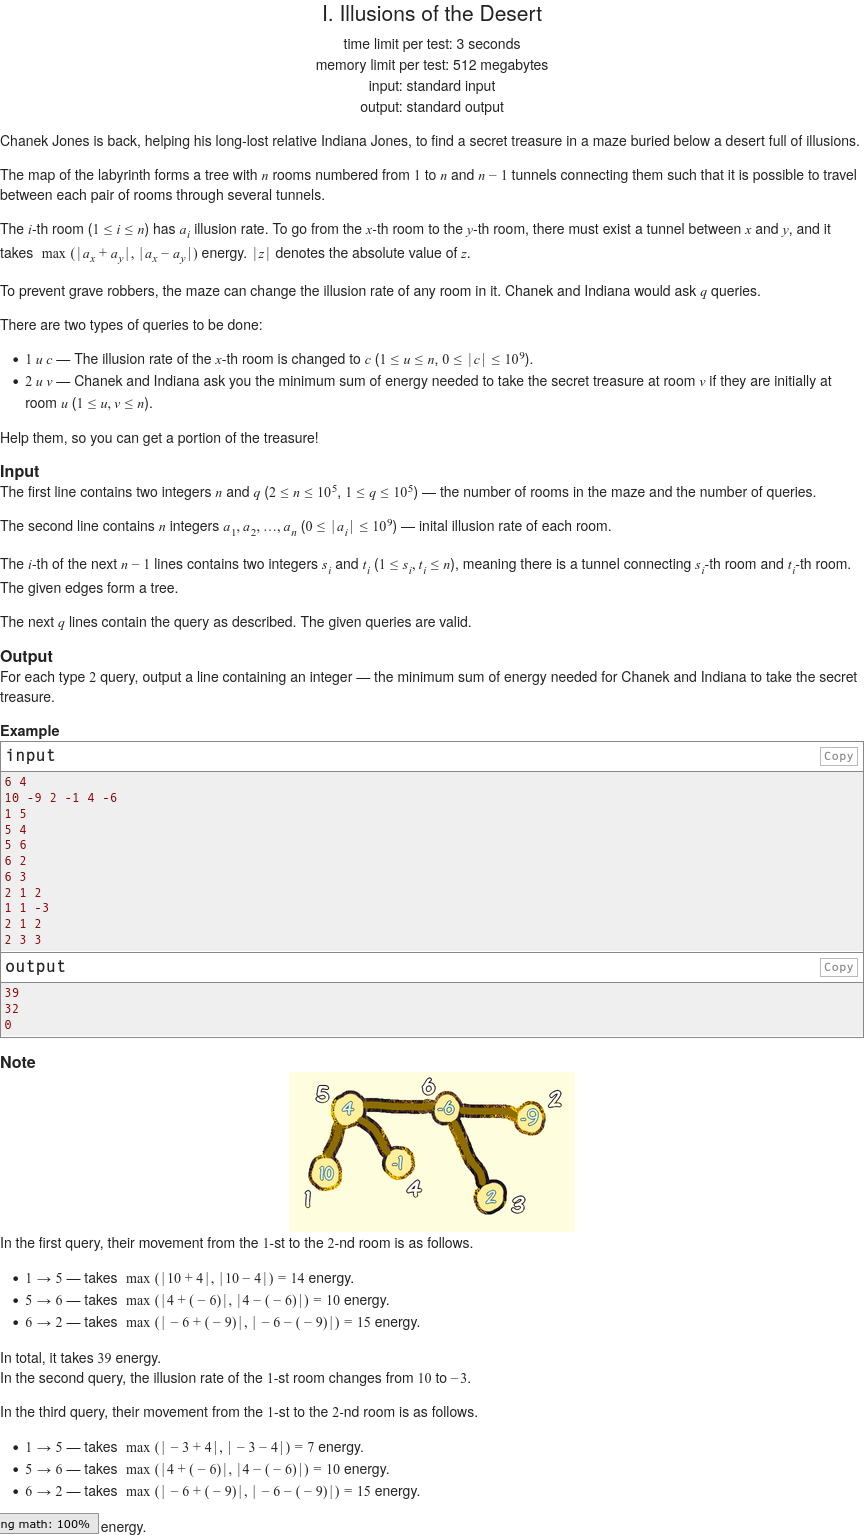 I. Illusions of the Desert
time limit per test: 3 seconds
memory limit per test: 512 megabytes
input: standard input
output: standard output
Chanek Jones is back, helping his long-lost relative Indiana Jones, to find a secret treasure in a maze buried below a desert full of illusions.
The map of the labyrinth forms a tree with n rooms numbered from 1 to n and n − 1 tunnels connecting them such that it is possible to travel
between each pair of rooms through several tunnels.
The i-th room (1 ≤ i ≤ n) has a_i illusion rate. To go from the x-th room to the y-th room, there must exist a tunnel between x and y, and it
takes max (|a_x + a_y|, |a_x − a_y|) energy. |z| denotes the absolute value of z.
To prevent grave robbers, the maze can change the illusion rate of any room in it. Chanek and Indiana would ask q queries.
There are two types of queries to be done:
• 1 u c — The illusion rate of the x-th room is changed to c (1 ≤ u ≤ n, 0 ≤ |c| ≤ 10^9).
• 2 u v — Chanek and Indiana ask you the minimum sum of energy needed to take the secret treasure at room v if they are initially at
room u (1 ≤ u, v ≤ n).
Help them, so you can get a portion of the treasure!
Input
The first line contains two integers n and q (2 ≤ n ≤ 10^5, 1 ≤ q ≤ 10^5) — the number of rooms in the maze and the number of queries.
The second line contains n integers a_1, a_2, …, a_n (0 ≤ |a_i| ≤ 10^9) — inital illusion rate of each room.
The i-th of the next n − 1 lines contains two integers s_i and t_i (1 ≤ s_i, t_i ≤ n), meaning there is a tunnel connecting s_i-th room and t_i-th room.
The given edges form a tree.
The next q lines contain the query as described. The given queries are valid.
Output
For each type 2 query, output a line containing an integer — the minimum sum of energy needed for Chanek and Indiana to take the secret
treasure.
Example
input Copy
6 4
10 -9 2 -1 4 -6
1 5
5 4
5 6
6 2
6 3
2 1 2
1 1 -3
2 1 2
2 3 3
output Copy
39
32
0
Note
5 6 2
4 -6 -9
10 -1 2
1 4 3
In the first query, their movement from the 1-st to the 2-nd room is as follows.
• 1 → 5 — takes max (|10 + 4|, |10 − 4|) = 14 energy.
• 5 → 6 — takes max (|4 + (− 6)|, |4 − (− 6)|) = 10 energy.
• 6 → 2 — takes max (| − 6 + (− 9)|, | − 6 − (− 9)|) = 15 energy.
In total, it takes 39 energy.
In the second query, the illusion rate of the 1-st room changes from 10 to −3.
In the third query, their movement from the 1-st to the 2-nd room is as follows.
• 1 → 5 — takes max (| − 3 + 4|, | − 3 − 4|) = 7 energy.
• 5 → 6 — takes max (|4 + (− 6)|, |4 − (− 6)|) = 10 energy.
• 6 → 2 — takes max (| − 6 + (− 9)|, | − 6 − (− 9)|) = 15 energy.
ng math: 100% energy.